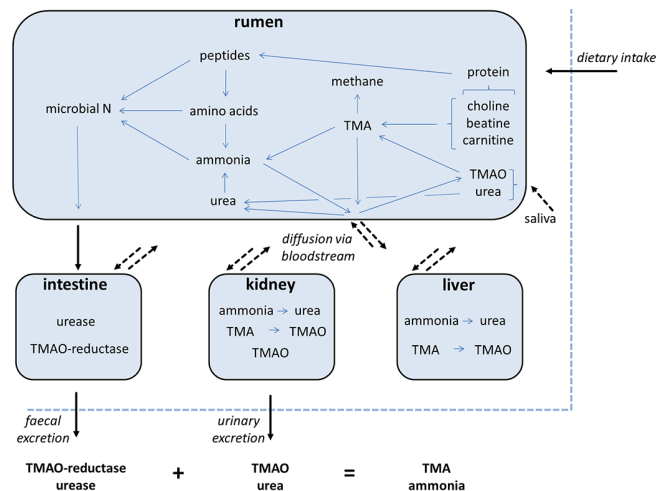 rumen
peptides
dietary intake
methane
protein
microbial N
amino acids
choline
beatine
carnitine
TMA
ammonia
TMAO
urea
urea
saliva
diffusion via
bloodstream
intestine
kidney
liver
urease
TMAO-reductase
ammonia urea
TMA TMAO
TMAO
ammonia urea
TMA TMAO
faecal
excretion
urinary
excretion
TMAO-reductase
urease
+
TMAO
urea
=
TMA
ammonia